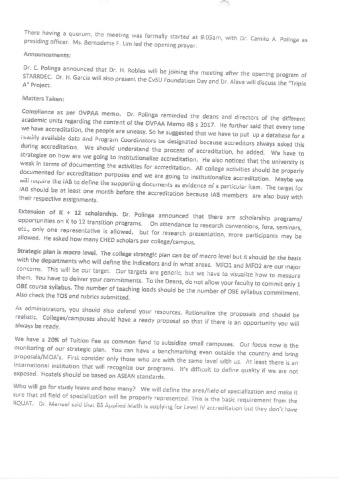 There having a quorum, the meeting was formally started at 8:05am, with Dr. Camilo A. Polinga as
presiding officer. Ms. Bernadette F. Lim led the opening prayer.
Announcements:
Dr. C. Polinga announced that Dr. H. Robles will be joining the meeting after the opening program of
STARRDEC. Dr. H. Garcia will also present the CvSU Foundation Day and Dr. Alava will discuss the "Triple
A" Project.
Matters Taken:
Compliance as per OVPAA memo. Dr. Polinga reminded the deans and directors of the different
academic units regarding the content of the OVPAA Memo #8 s 2017. He further said that every time
we have accreditation, the people are uneasy. So he suggested that we have to put up a database for a
readily available data and Program Coordinators be designated because accreditors always asked this
during accreditation. We should understand the process of accreditation, he added. We have to
strategize on how are we going to institutionalize accreditation. He also noticed that the university is
weak in terms of documenting the activities for accreditation. All college activities should be properly
documented for accreditation purposes and we are going to institutionalize accreditation. Maybe we
will require the IAB to define the supporting documents as evidence of a particular item. The target for
IAB should be at least one month before the accreditation because IAB members are also busy with
their respective assignments.
Extension of K + 12 scholarship. Dr. Polinga announced that there are scholarship programs/
opportunities on K to 12 transition programs. On attendance to research conventions, fora, seminars,
etc., only one representative is allowed, but for research presentation, more participants may be
allowed. He asked how many CHED scholars per college/campus.
Strategic plan is macro level. The college strategic plan can be of macro level but it should be the basis
with the departments who will define the indicators and in what areas. MFO1 and MFO2 are our major
concerns. This will be our target. Our targets are generic, but we have to visualize how to measure
them. You have to deliver your commitments. To the Deans, do not allow your faculty to commit only 1
OBE course syllabus. The number of teaching loads should be the number of OBE syllabus commitment.
Also check the TOS and rubrics submitted.
As administrators, you should also defend your resources. Rationalize the proposals and should be
realistic. Colleges/campuses should have a ready proposal so that if there is an opportunity you will
always be ready.
We have a 20% of Tuition Fee as common fund to subsidize small campuses. Our focus now is the
monitoring of our strategic plan. You can have a benchmarking even outside the country and bring
proposals/MOA's. First consider only those who are with the same level with us. At least there is an
international institution that will recognize our programs. It's difficult to define quality if we are not
exposed. Hostels should be based on ASEAN standards.
Who will go for study leave and how many? We will define the area/field of specialization and make it
sure that all field of specialization will be properly represented. This is the basic requirement from the
RQUAT. Dr. Manuel said that BS Applied Math is applying for Level IV accreditation but they don't have